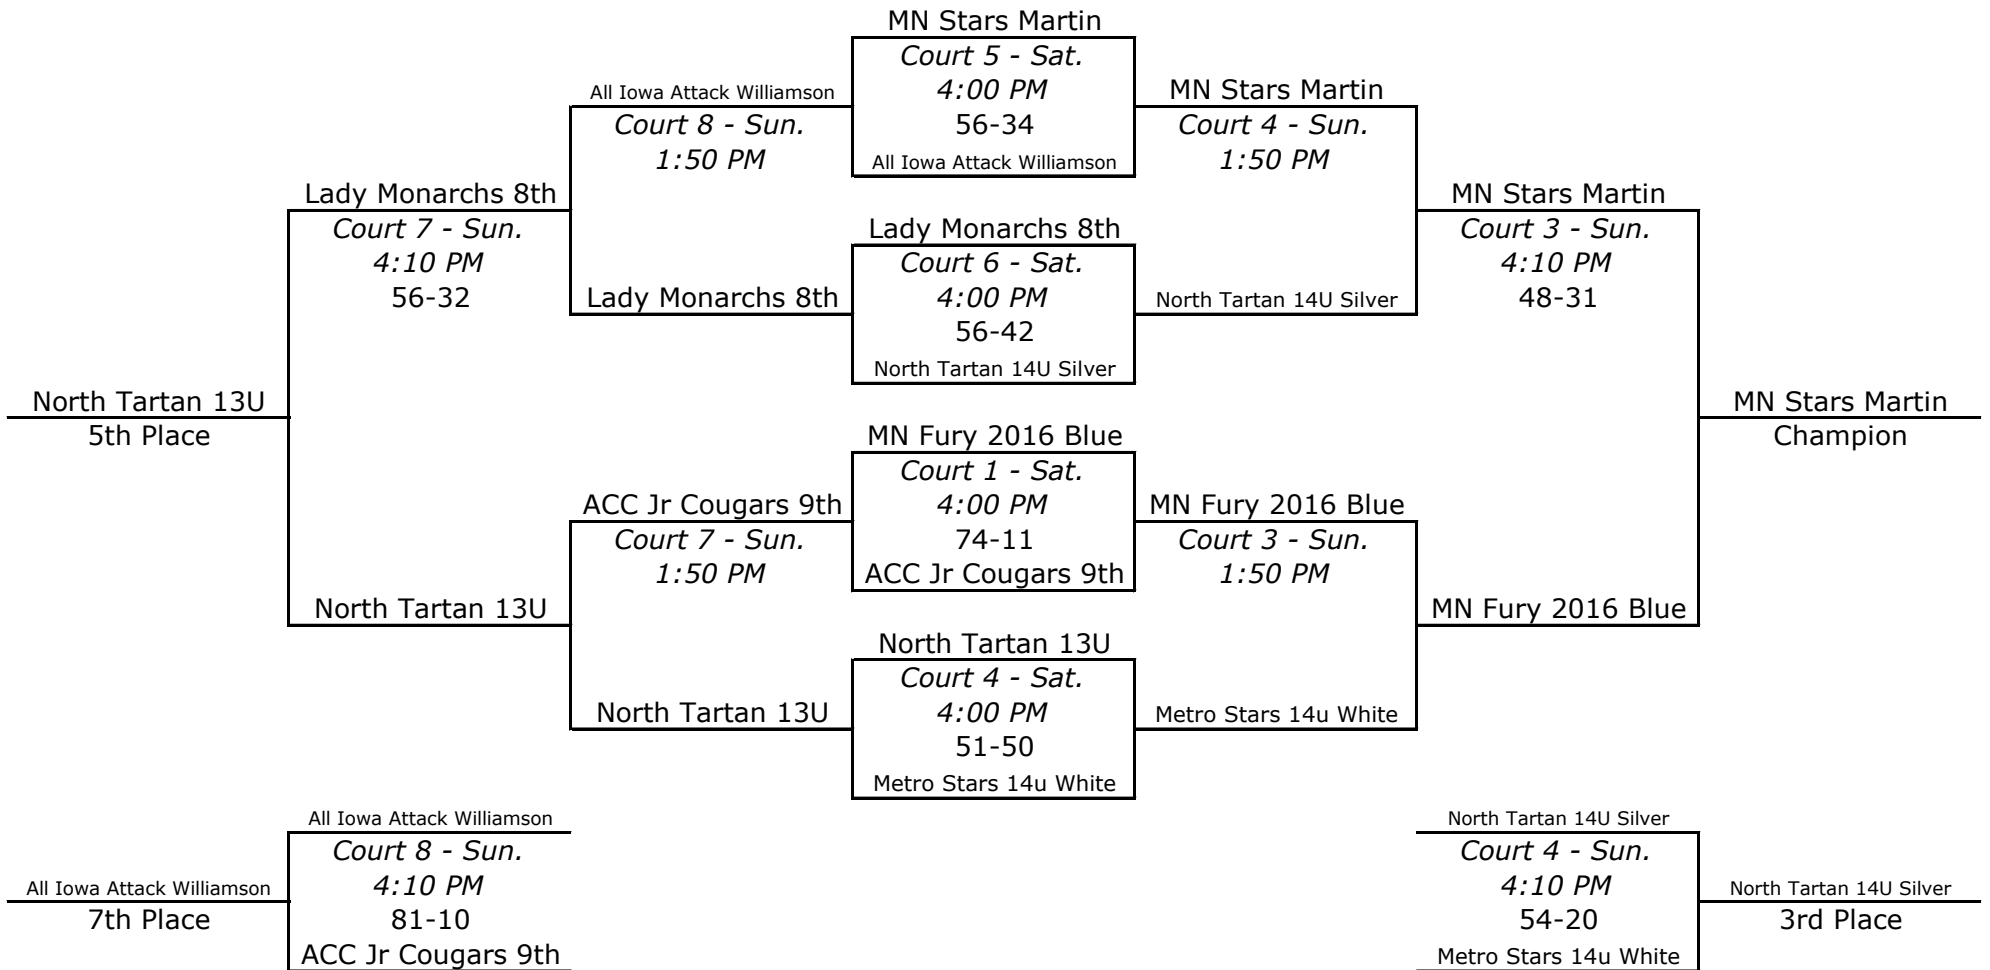 MN Stars Martin
Court 5 - Sat.
All Iowa Attack Williamson
4:00 PM
MN Stars Martin
Court 8 - Sun.
56-34
Court 4 - Sun.
1:50 PM
All Iowa Attack Williamson
1:50 PM
Lady Monarchs 8th
MN Stars Martin
Court 7 - Sun.
Lady Monarchs 8th
Court 3 - Sun.
4:10 PM
Court 6 - Sat.
4:10 PM
56-32
Lady Monarchs 8th
4:00 PM
North Tartan 14U Silver
48-31
56-42
North Tartan 14U Silver
North Tartan 13U
MN Stars Martin
5th Place
MN Fury 2016 Blue
Champion
Court 1 - Sat.
ACC Jr Cougars 9th
4:00 PM
MN Fury 2016 Blue
Court 7 - Sun.
74-11
Court 3 - Sun.
1:50 PM
ACC Jr Cougars 9th
1:50 PM
North Tartan 13U
MN Fury 2016 Blue
North Tartan 13U
Court 4 - Sat.
North Tartan 13U
4:00 PM
Metro Stars 14u White
51-50
Metro Stars 14u White
All Iowa Attack Williamson
North Tartan 14U Silver
Court 8 - Sun.
Court 4 - Sun.
All Iowa Attack Williamson
4:10 PM
4:10 PM
North Tartan 14U Silver
7th Place
81-10
54-20
3rd Place
ACC Jr Cougars 9th
Metro Stars 14u White